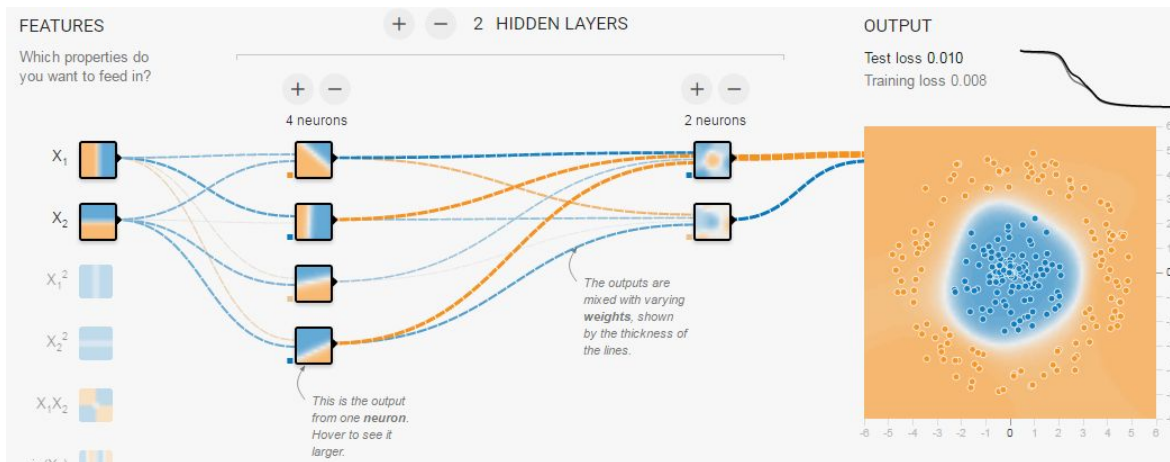 FEATURES
Which properties do
you want to feed in?
+ − 2 HIDDEN LAYERS
+ −
4 neurons
+ −
2 neurons
OUTPUT
Test loss 0.010
Training loss 0.008
X₁
X₂
X₁²
X₂²
X₁X₂
This is the output
from one neuron.
Hover to see it
larger.
The outputs are
mixed with varying
weights, shown
by the thickness of
the lines.
-6 -5 -4 -3 -2 -1 0 1 2 3 4 5 6